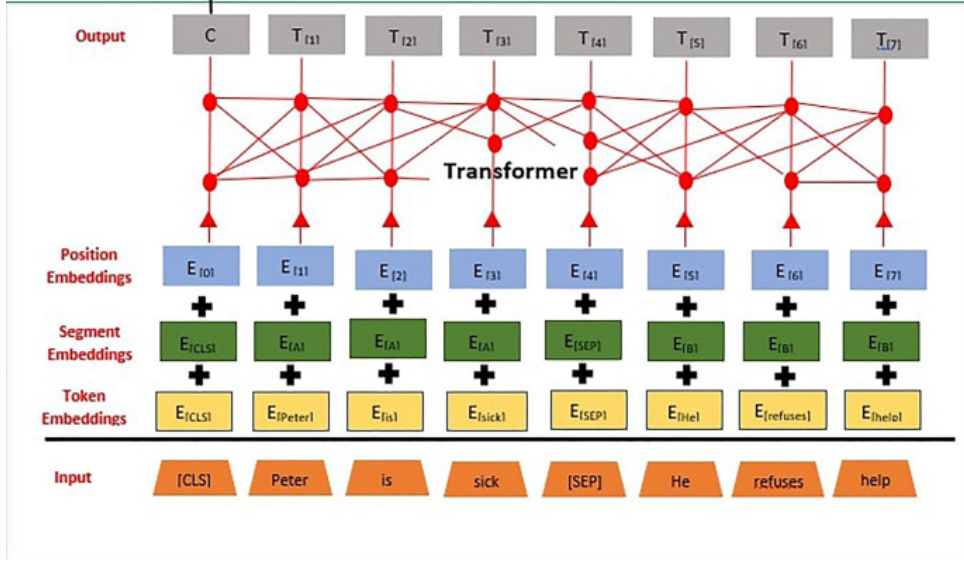 Output C T[1] T[2] T[3] T[4] T[5] T[6] T[7]
Transformer
Position Embeddings E[0] E[1] E[2] E[3] E[4] E[5] E[6] E[7]
+ + + + + + + +
Segment Embeddings E[CLS] E[A] E[A] E[A] E[SEP] E[B] E[B] E[B]
+ + + + + + + +
Token Embeddings E[CLS] E[Peter] E[is] E[sick] E[SEP] E[He] E[refuses] E[help]
Input [CLS] Peter is sick [SEP] He refuses help